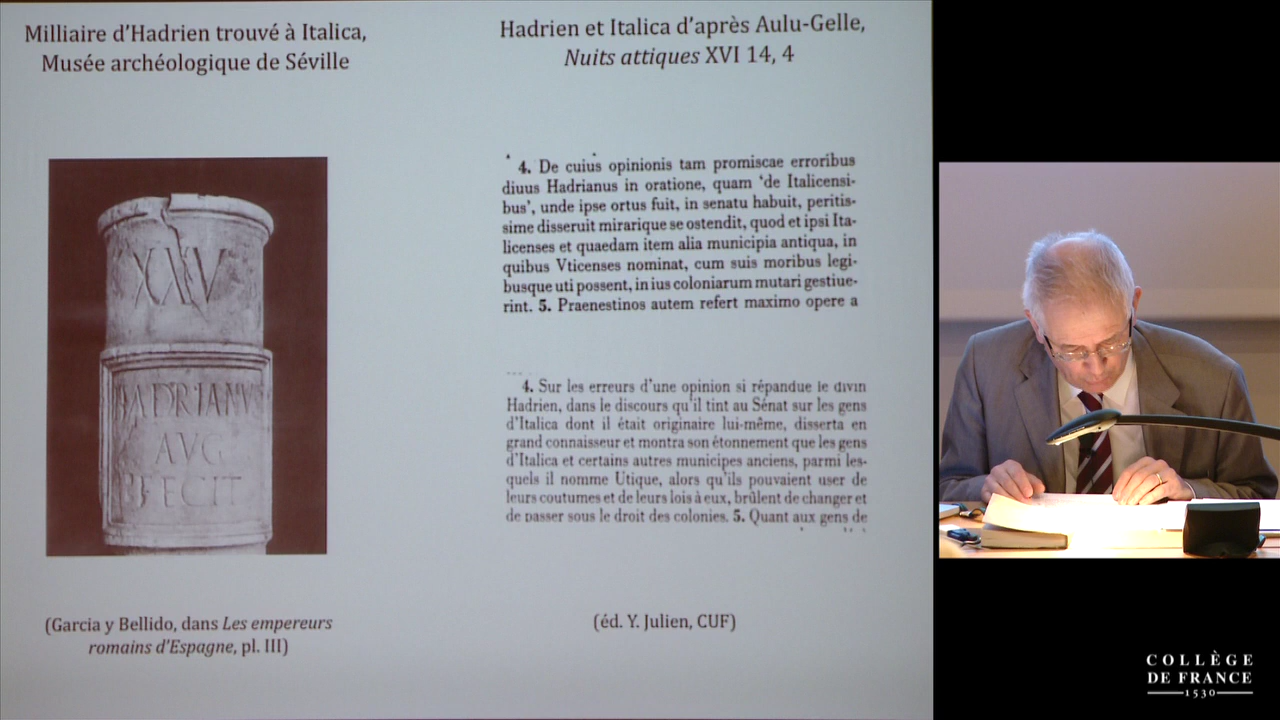 Milliaire d'Hadrien trouvé à Italica,
Musée archéologique de Séville
XXV
HADRIANVS
AVG
FECIT
(Garcia y Bellido, dans Les empereurs
romains d'Espagne, pl. III)
Hadrien et Italica d'après Aulu-Gelle,
Nuits attiques XVI 14, 4
4. De cuius opinionis tam promiscae erroribus
diuus Hadrianus in oratione, quam 'de Italicensi-
bus', unde ipse ortus fuit, in senatu habuit, peritis-
sime disseruit mirarique se ostendit, quod et ipsi Ita-
licenses et quaedam item alia municipia antiqua, in
quibus Vticenses nominat, cum suis moribus legi-
busque uti possent, in ius coloniarum mutari gestiue-
rint. 5. Praenestinos autem refert maximo opere a
4. Sur les erreurs d'une opinion si répandue le divin
Hadrien, dans le discours qu'il tint au Sénat sur les gens
d'Italica dont il était originaire lui-même, disserta en
grand connaisseur et montra son étonnement que les gens
d'Italica et certains autres municipes anciens, parmi les-
quels il nomme Utique, alors qu'ils pouvaient user de
leurs coutumes et de leurs lois à eux, brûlent de changer et
de passer sous le droit des colonies. 5. Quant aux gens de
(éd. Y. Julien, CUF)
COLLÈGE
DE FRANCE
1530